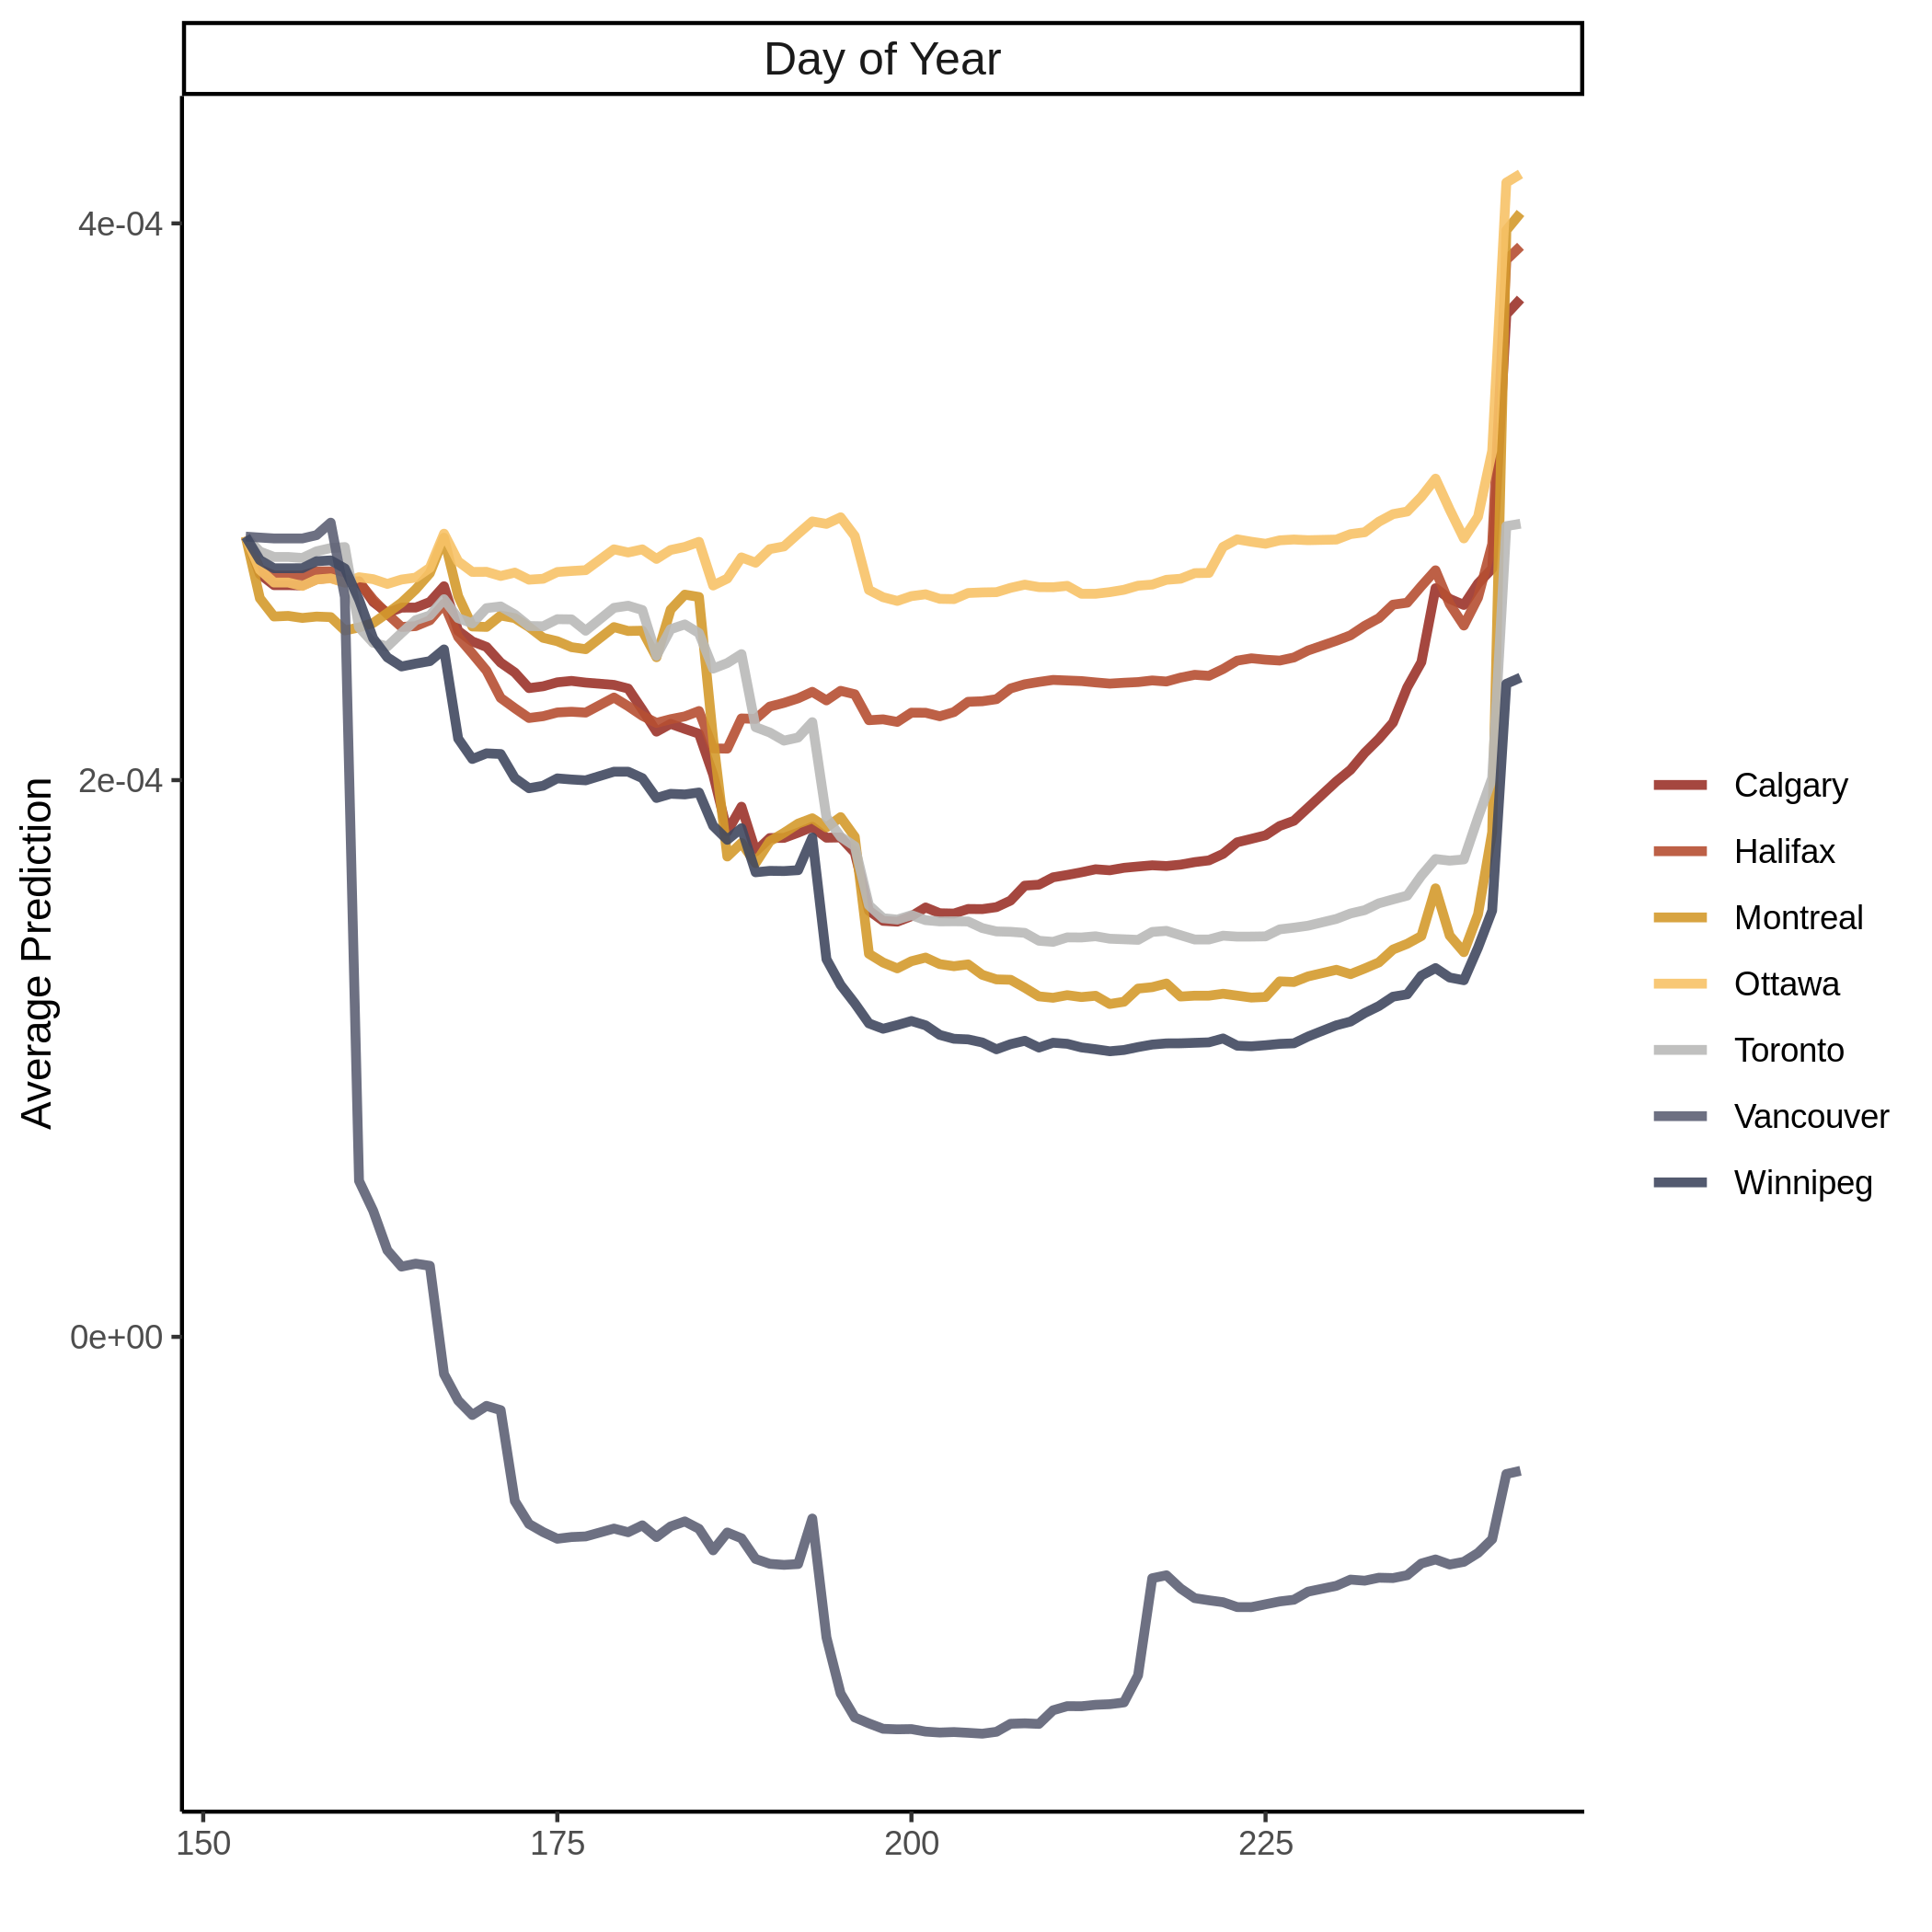 Day of Year
4e-04
2e-04
0e+00
Average Prediction
150 175 200 225
Calgary
Halifax
Montreal
Ottawa
Toronto
Vancouver
Winnipeg